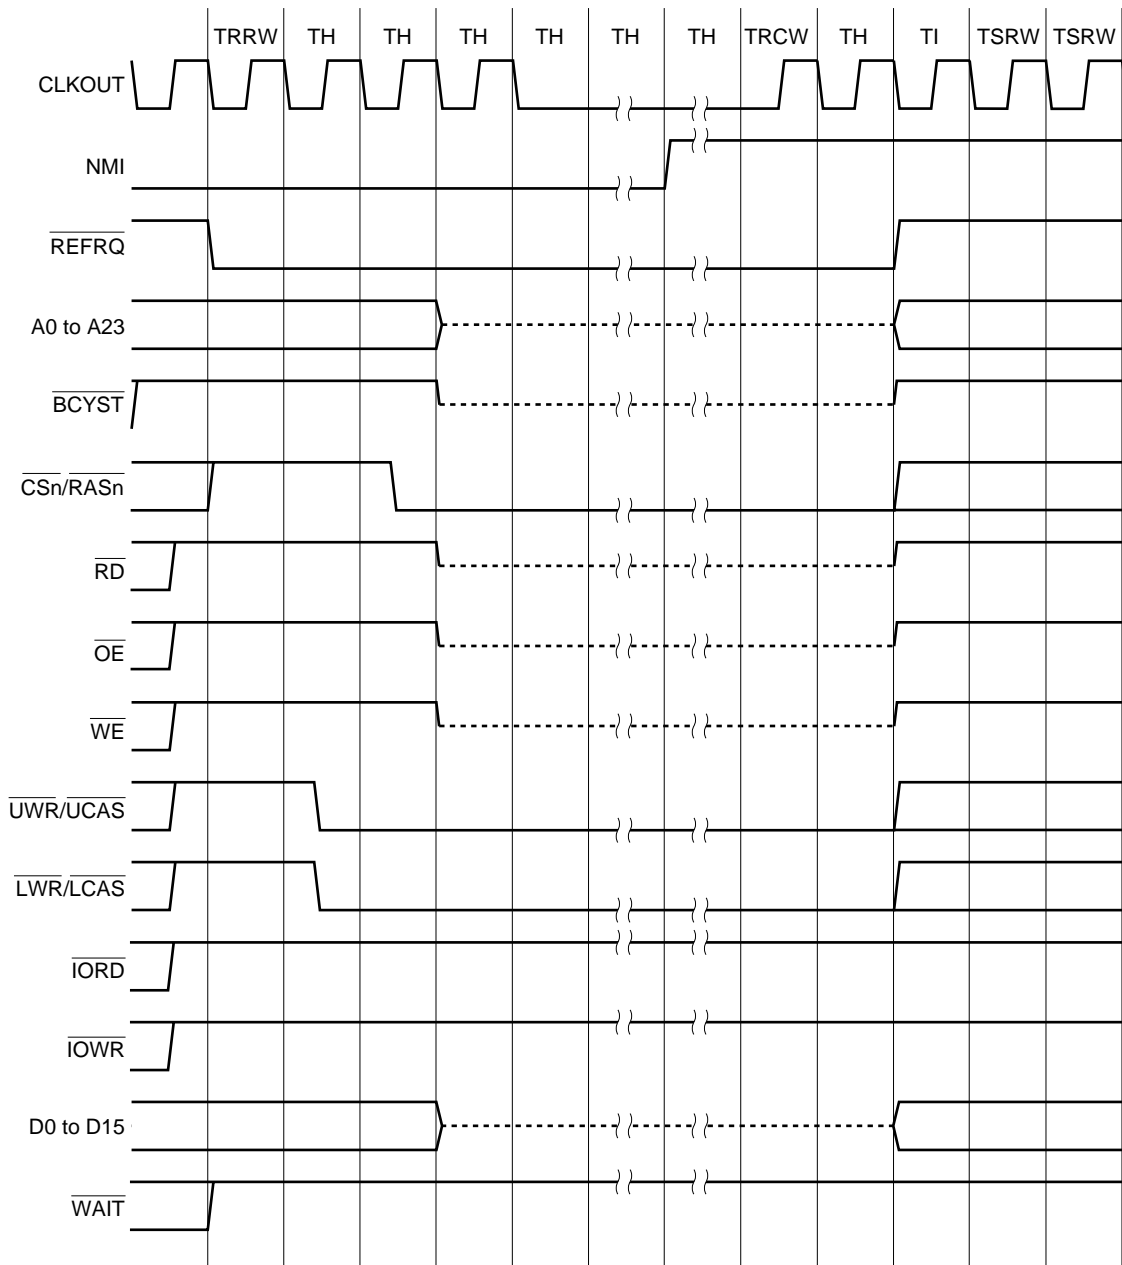 TRRW TH TH TH TH TH TH TRCW TH TI TSRW TSRW
CLKOUT
NMI
REFRQ
A0 to A23
BCYST
CSn/RASn
RD
OE
WE
UWR/UCAS
LWR/LCAS
IORD
IOWR
D0 to D15
WAIT